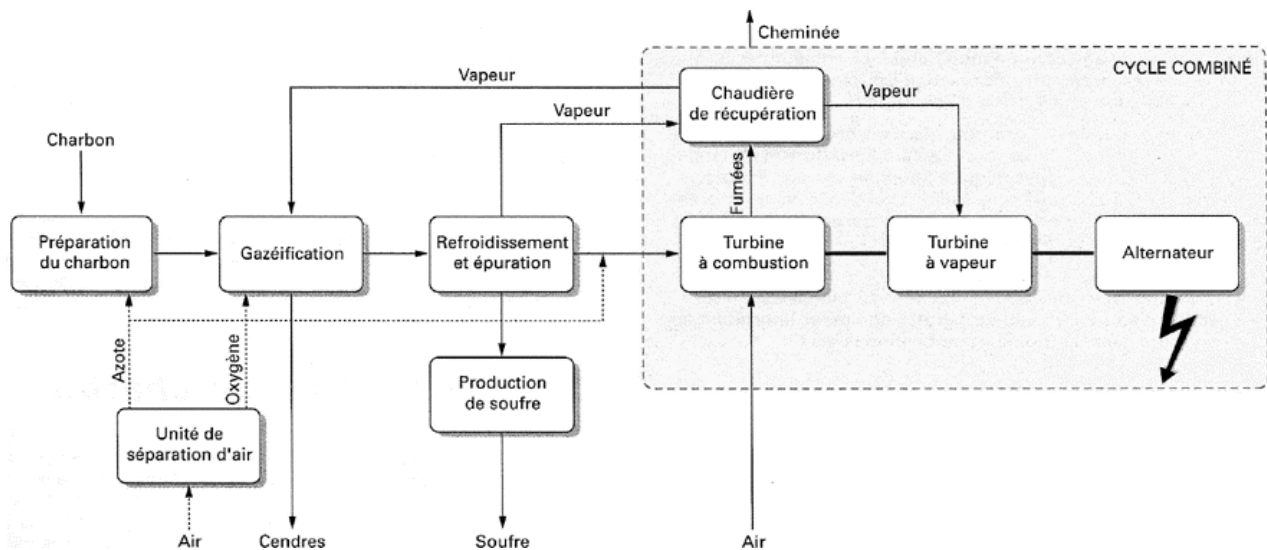 Cheminée
CYCLE COMBINÉ
Vapeur
Chaudière
de récupération
Vapeur
Vapeur
Charbon
Fumées
Préparation
du charbon
Gazéification
Refroidissement
et épuration
Turbine
à combustion
Turbine
à vapeur
Alternateur
Azote
Oxygène
Production
de soufre
Unité de
séparation d'air
Air
Cendres
Soufre
Air